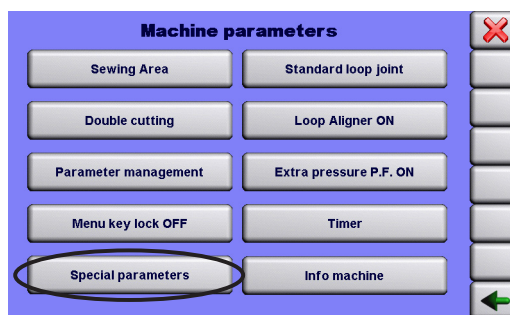 Machine parameters
Sewing Area
Standard loop joint
Double cutting
Loop Aligner ON
Parameter management
Extra pressure P.F. ON
Menu key lock OFF
Timer
Special parameters
Info machine